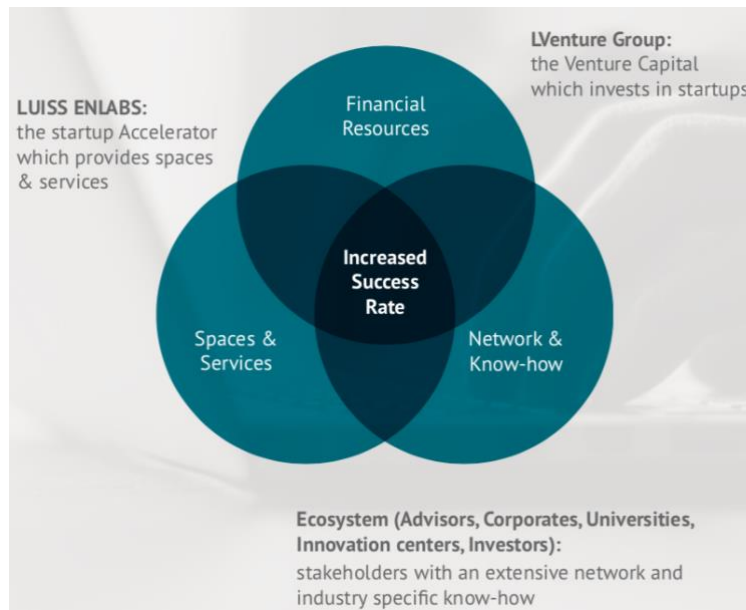 LVenture Group:
the Venture Capital
which invests in startups
LUISS ENLABS:
the startup Accelerator
which provides spaces
& services
Financial
Resources
Increased
Success
Rate
Spaces &
Services
Network &
Know-how
Ecosystem (Advisors, Corporates, Universities,
Innovation centers, Investors):
stakeholders with an extensive network and
industry specific know-how